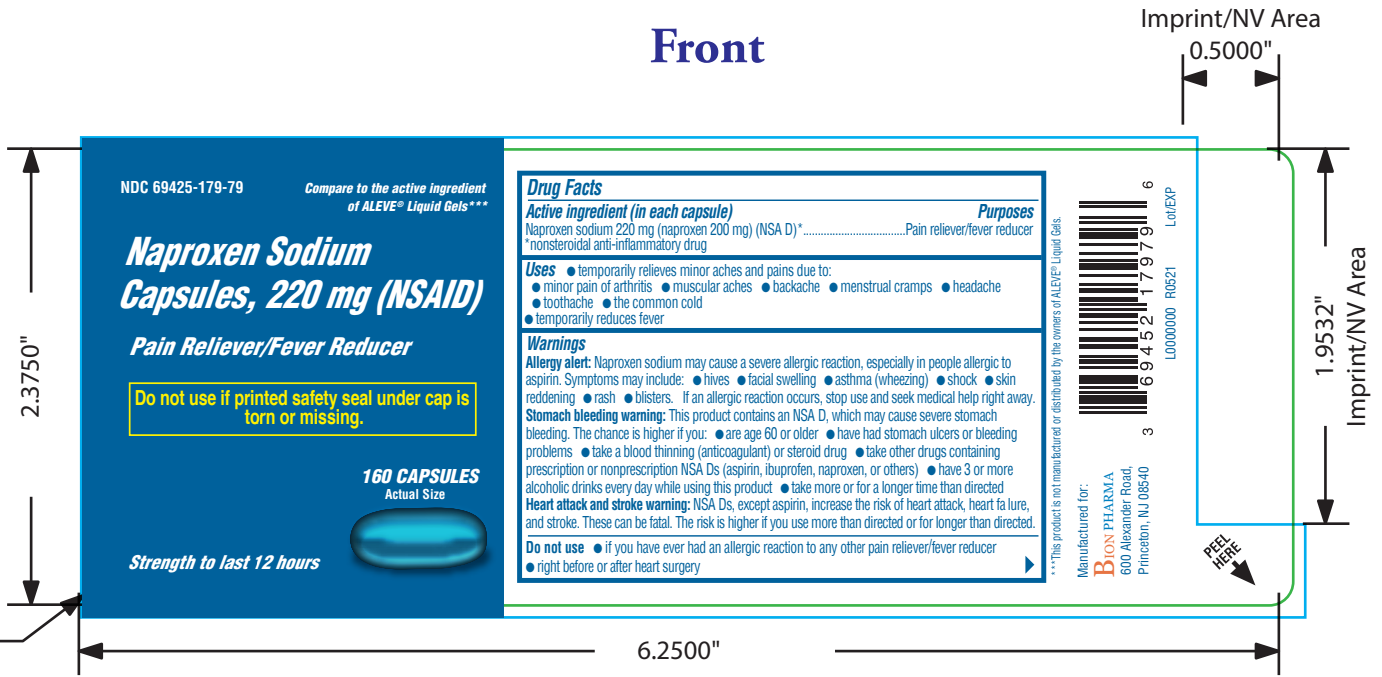 Front
Imprint/NV Area
0.5000"
2.3750"
NDC 69425-179-79
Compare to the active ingredient
of ALEVE® Liquid Gels***
Naproxen Sodium
Capsules, 220 mg (NSAID)
Pain Reliever/Fever Reducer
Do not use if printed safety seal under cap is
torn or missing.
160 CAPSULES
Actual Size
Strength to last 12 hours
Drug Facts
Active ingredient (in each capsule) Purposes
Naproxen sodium 220 mg (naproxen 200 mg) (NSA D)*...................................Pain reliever/fever reducer
*nonsteroidal anti-inflammatory drug
Uses ● temporarily relieves minor aches and pains due to:
● minor pain of arthritis ● muscular aches ● backache ● menstrual cramps ● headache
● toothache ● the common cold
● temporarily reduces fever
Warnings
Allergy alert: Naproxen sodium may cause a severe allergic reaction, especially in people allergic to
aspirin. Symptoms may include: ● hives ● facial swelling ● asthma (wheezing) ● shock ● skin
reddening ● rash ● blisters. If an allergic reaction occurs, stop use and seek medical help right away.
Stomach bleeding warning: This product contains an NSA D, which may cause severe stomach
bleeding. The chance is higher if you: ● are age 60 or older ● have had stomach ulcers or bleeding
problems ● take a blood thinning (anticoagulant) or steroid drug ● take other drugs containing
prescription or nonprescription NSA Ds (aspirin, ibuprofen, naproxen, or others) ● have 3 or more
alcoholic drinks every day while using this product ● take more or for a longer time than directed
Heart attack and stroke warning: NSA Ds, except aspirin, increase the risk of heart attack, heart fa lure,
and stroke. These can be fatal. The risk is higher if you use more than directed or for longer than directed.
Do not use ● if you have ever had an allergic reaction to any other pain reliever/fever reducer
● right before or after heart surgery
***This product is not manufactured or distributed by the owners of ALEVE® Liquid Gels.
Manufactured for:
BION PHARMA
600 Alexander Road,
Princeton, NJ 08540
3 69452 17979 6
L0000000 R0521 Lot/EXP
PEEL
HERE
1.9532"
Imprint/NV Area
6.2500"